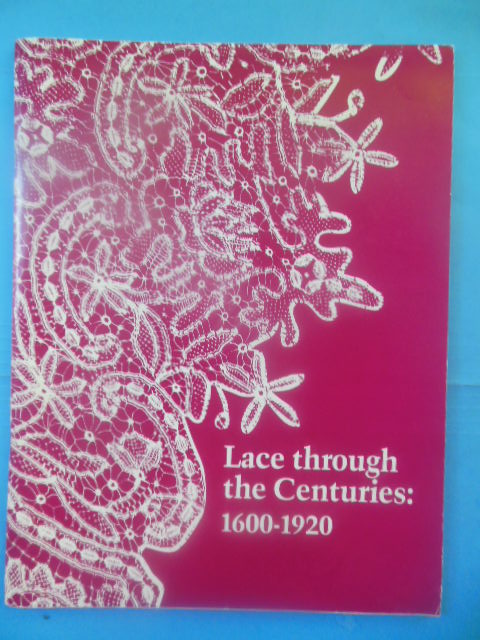 Lace through
the Centuries:
1600-1920